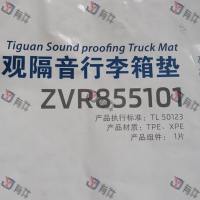 Tiguan Sound proofing Truck Mat
观隔音行李箱垫
ZVR855101
产品执行标准：TL 50123
产品材质：TPE、XPE
产品组件：1片